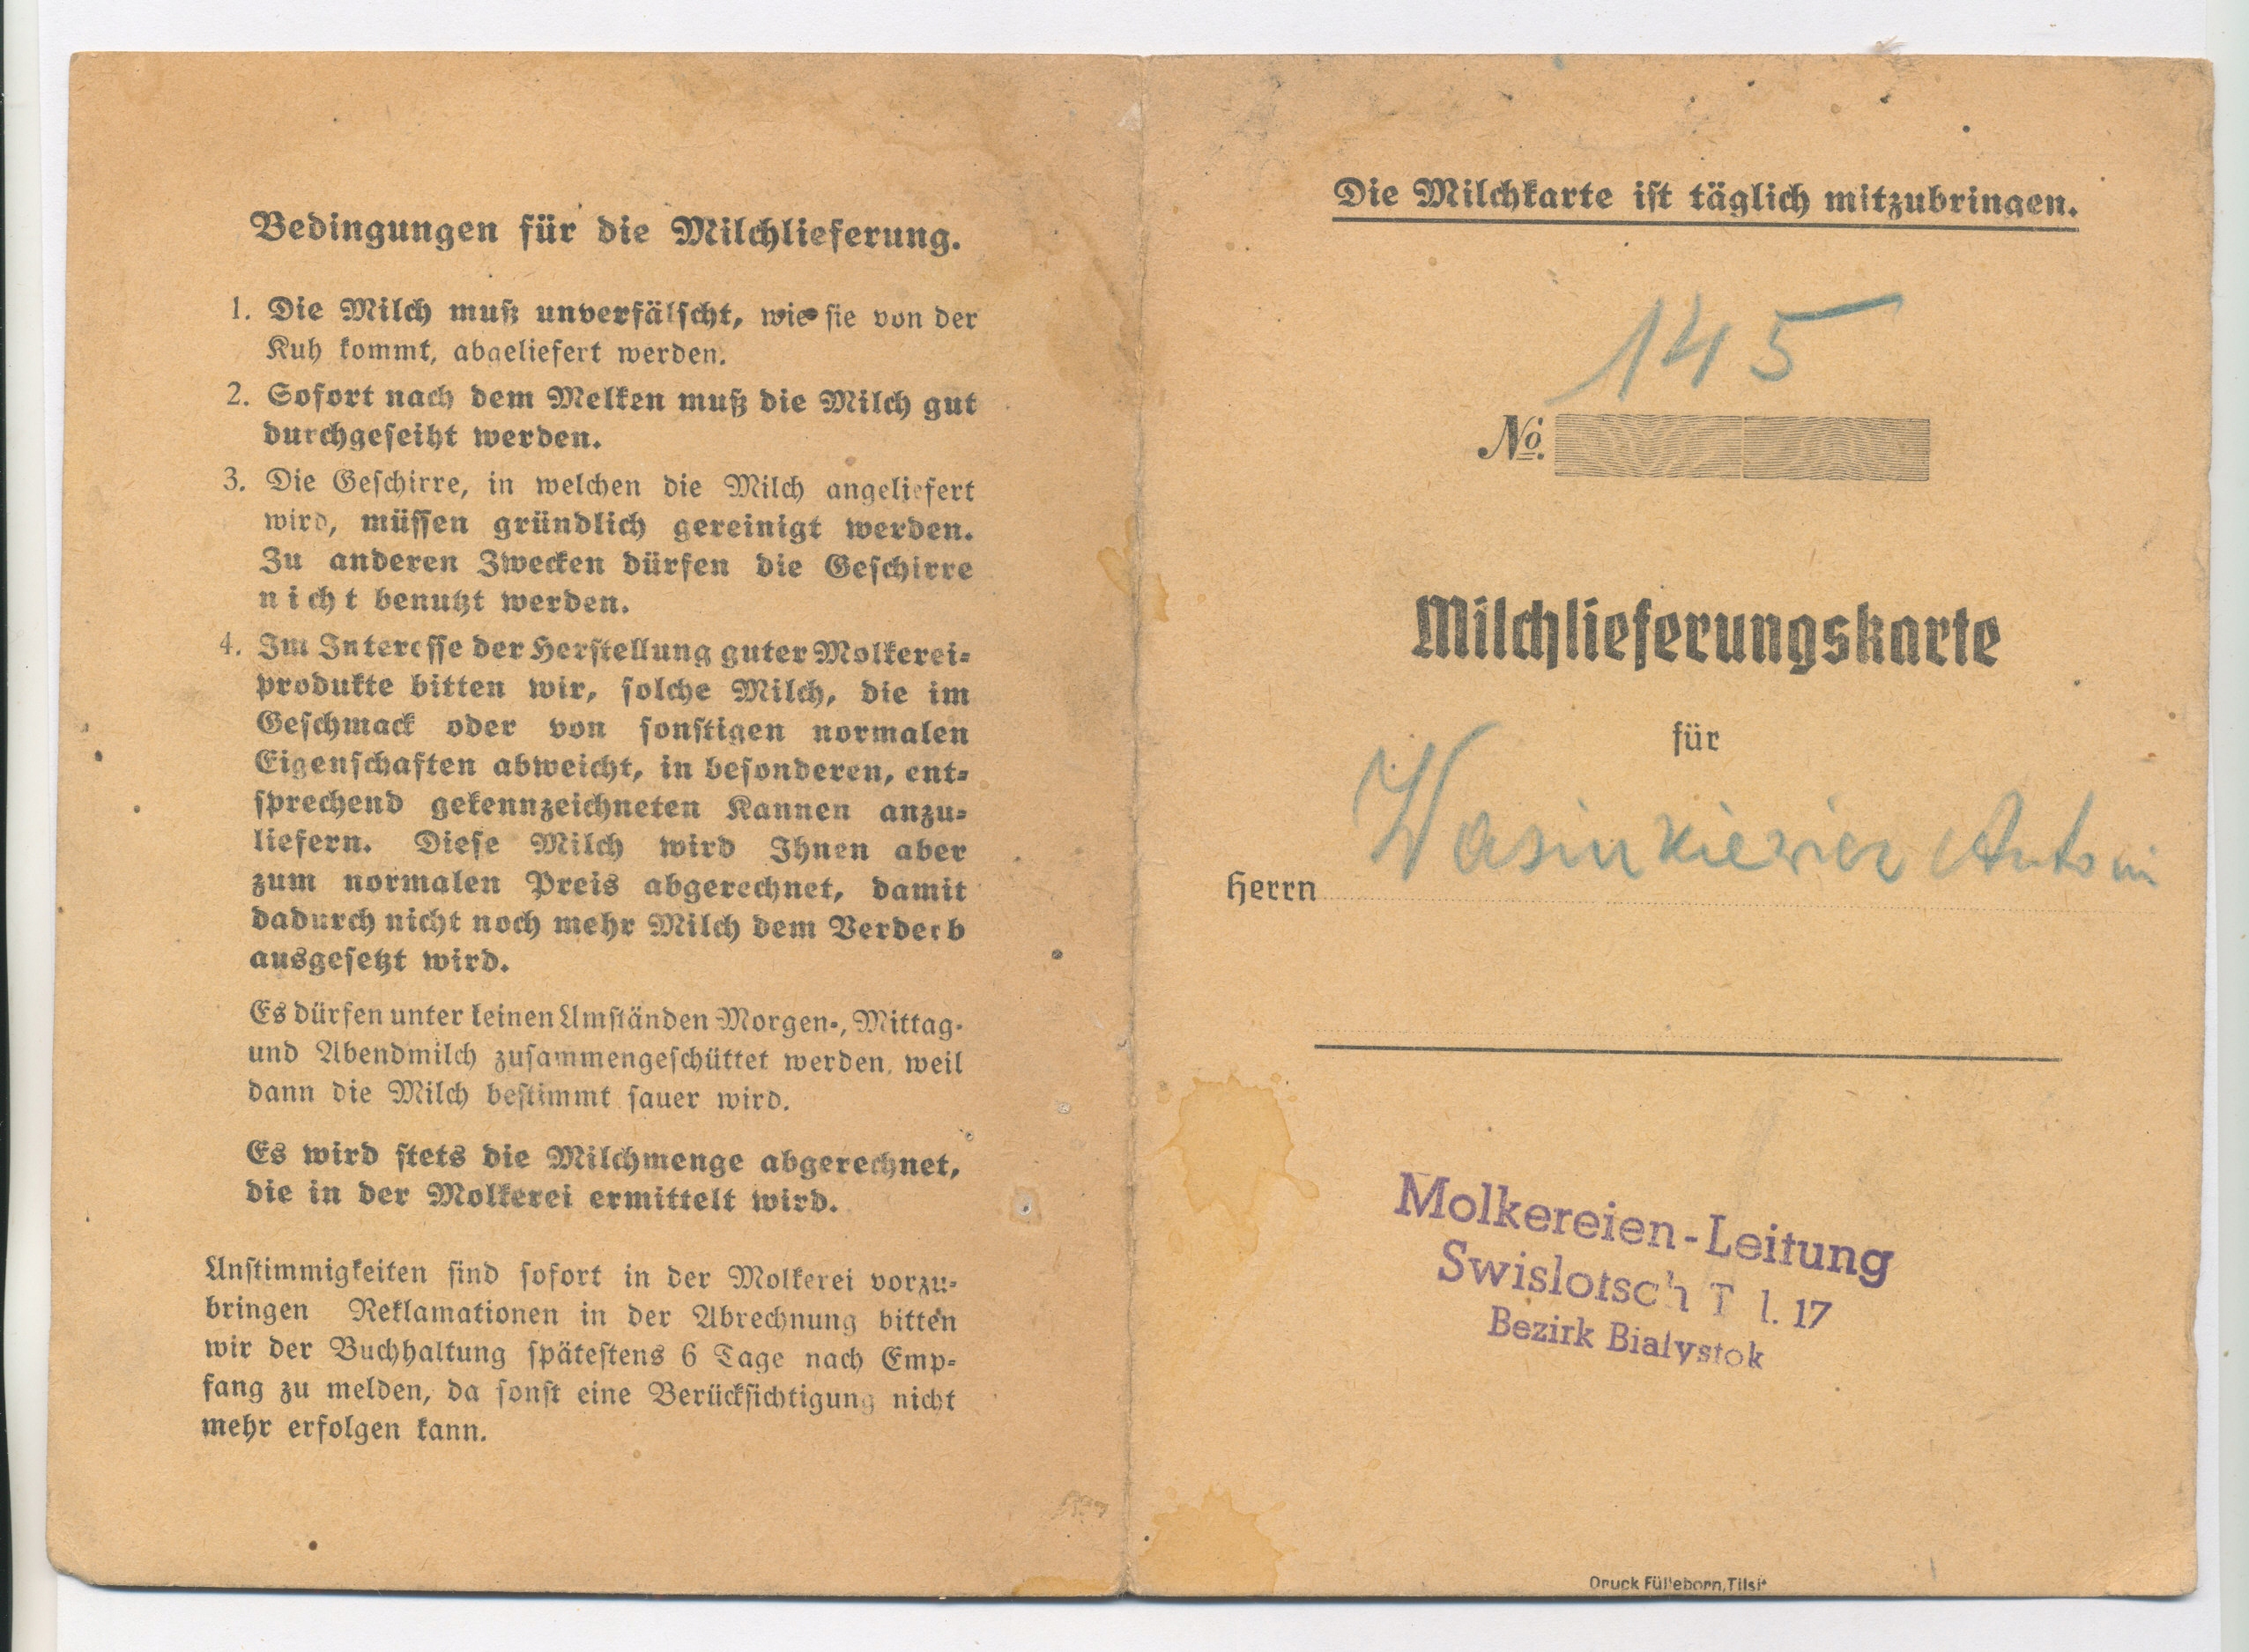 Bedingungen für die Milchlieferung.
1. Die Milch muß unverfälscht, wie sie von der
Kuh kommt, abgeliefert werden.
2. Sofort nach dem Melken muß die Milch gut
durchgeseiht werden.
3. Die Geschirre, in welchen die Milch angeliefert
wird, müssen gründlich gereinigt werden.
Zu anderen Zwecken dürfen die Geschirre
nicht benutzt werden.
4. Im Interesse der Herstellung guter Molkerei-
produkte bitten wir, solche Milch, die im
Geschmack oder von sonstigen normalen
Eigenschaften abweicht, in besonderen, ent-
sprechend gekennzeichneten Kannen anzu-
liefern. Diese Milch wird Ihnen aber
zum normalen Preis abgerechnet, damit
dadurch nicht noch mehr Milch dem Verderb
ausgesetzt wird.
Es dürfen unter keinen Umständen Morgen-, Mittag-
und Abendmilch zusammengeschüttet werden, weil
dann die Milch bestimmt sauer wird.
Es wird stets die Milchmenge abgerechnet,
die in der Molkerei ermittelt wird.
Unstimmigkeiten sind sofort in der Molkerei vorzu-
bringen Reklamationen in der Abrechnung bitten
wir der Buchhaltung spätestens 6 Tage nach Emp-
fang zu melden, da sonst eine Berücksichtigung nicht
mehr erfolgen kann.
Die Milchkarte ist täglich mitzubringen.
145
No.
Milchlieferungskarte
für
Herrn Wasinkiewicz Antoni
Molkereien-Leitung
Swislotsch T l. 17
Bezirk Bialystok
Druck Fülleborn, Tilsit